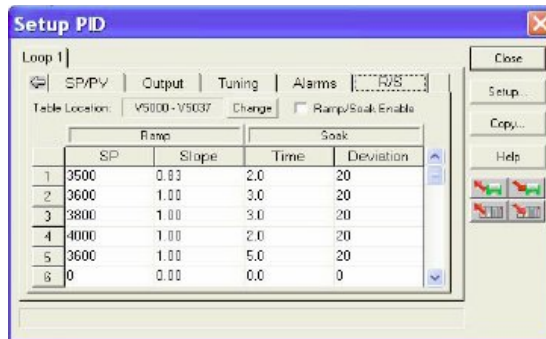 Setup PID
Loop 1
SP/PV Output Tuning Alarms R/S
Table Location: V5000 - V5037 Change Ramp/Soak Enable
Ramp Soak
SP Slope Time Deviation
1 3500 0.83 2.0 20
2 3600 1.00 3.0 20
3 3800 1.00 3.0 20
4 4000 1.00 2.0 20
5 3600 1.00 5.0 20
6 0 0.00 0.0 0
Close
Setup...
Copy...
Help